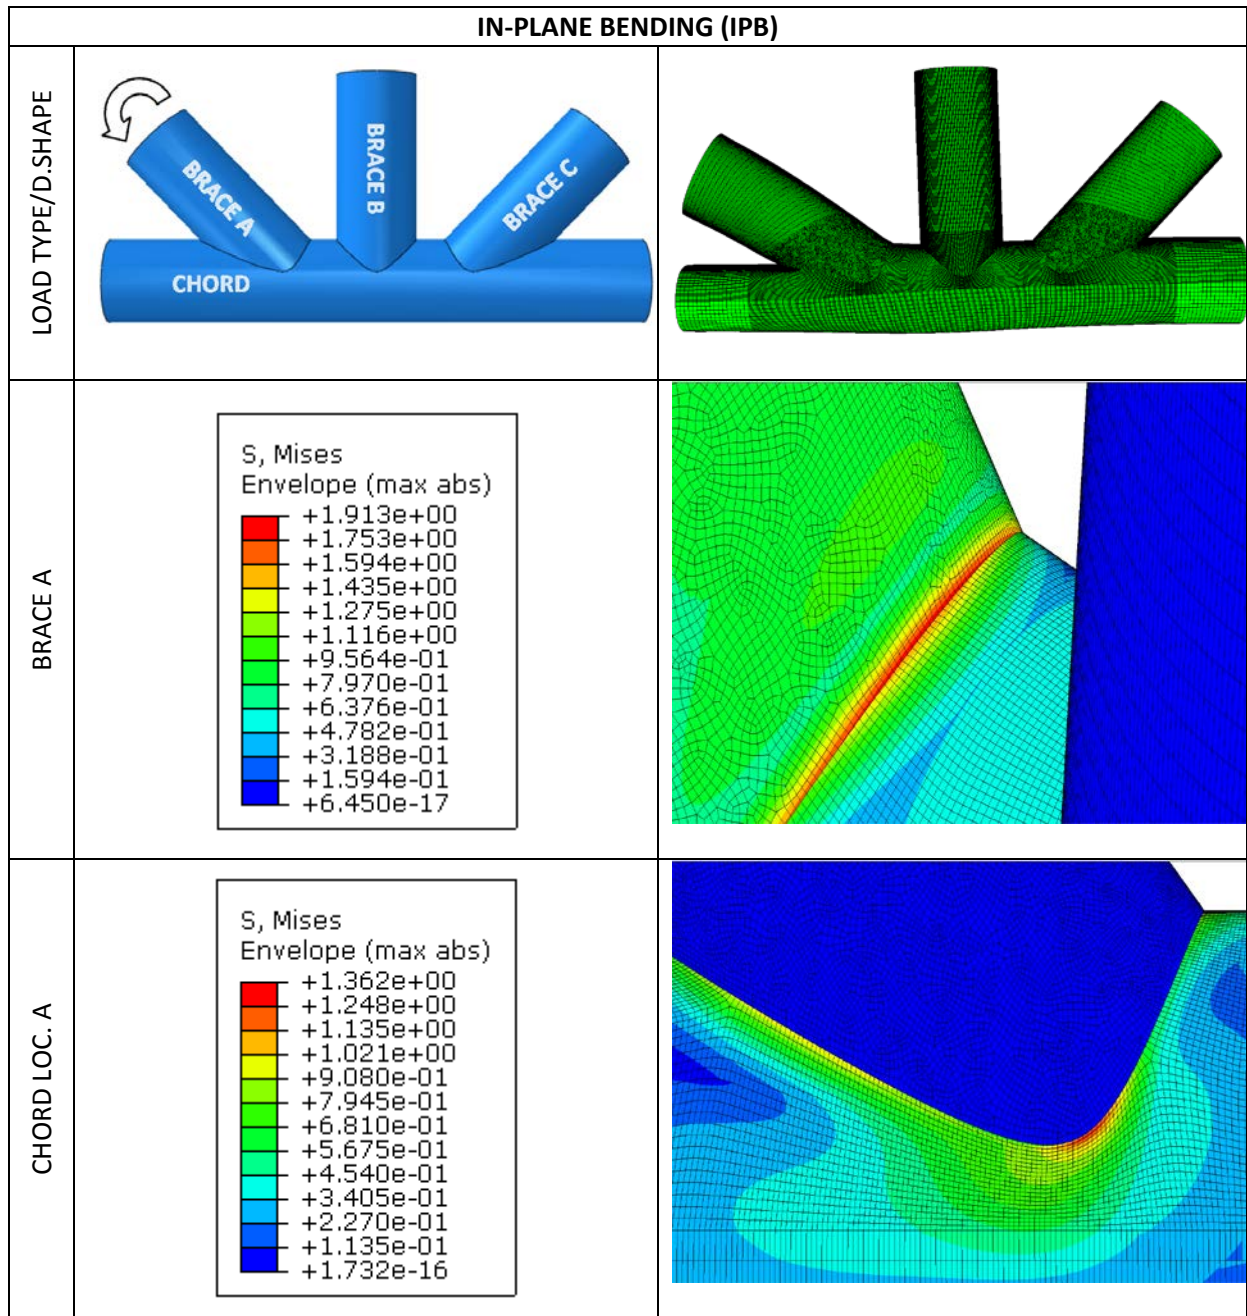 IN-PLANE BENDING (IPB)
LOAD TYPE/D.SHAPE
BRACE A
BRACE B
BRACE C
CHORD
BRACE A
S, Mises
Envelope (max abs)
+1.913e+00
+1.753e+00
+1.594e+00
+1.435e+00
+1.275e+00
+1.116e+00
+9.564e-01
+7.970e-01
+6.376e-01
+4.782e-01
+3.188e-01
+1.594e-01
+6.450e-17
CHORD LOC. A
S, Mises
Envelope (max abs)
+1.362e+00
+1.248e+00
+1.135e+00
+1.021e+00
+9.080e-01
+7.945e-01
+6.810e-01
+5.675e-01
+4.540e-01
+3.405e-01
+2.270e-01
+1.135e-01
+1.732e-16